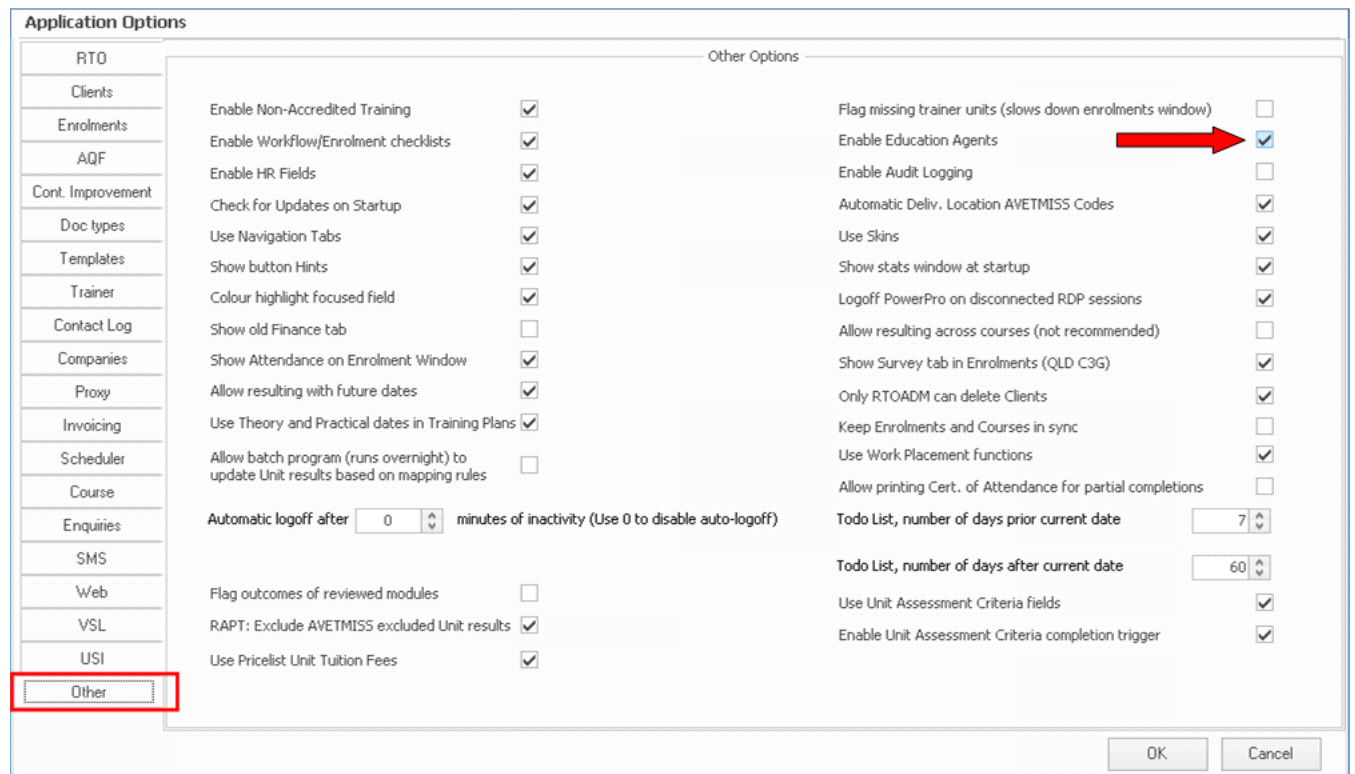 Application Options
RTO
Clients
Enrolments
AQF
Cont. Improvement
Doc types
Templates
Trainer
Contact Log
Companies
Proxy
Invoicing
Scheduler
Course
Enquiries
SMS
Web
VSL
USI
Other
Other Options
Enable Non-Accredited Training
Enable Workflow/Enrolment checklists
Enable HR Fields
Check for Updates on Startup
Use Navigation Tabs
Show button Hints
Colour highlight focused field
Show old Finance tab
Show Attendance on Enrolment Window
Allow resulting with future dates
Use Theory and Practical dates in Training Plans
Allow batch program (runs overnight) to
update Unit results based on mapping rules
Automatic logoff after 0 minutes of inactivity (Use 0 to disable auto-logoff)
Flag outcomes of reviewed modules
RAPT: Exclude AVETMISS excluded Unit results
Use Pricelist Unit Tuition Fees
Flag missing trainer units (slows down enrolments window)
Enable Education Agents
Enable Audit Logging
Automatic Deliv. Location AVETMISS Codes
Use Skins
Show stats window at startup
Logoff PowerPro on disconnected RDP sessions
Allow resulting across courses (not recommended)
Show Survey tab in Enrolments (QLD C3G)
Only RTOADM can delete Clients
Keep Enrolments and Courses in sync
Use Work Placement functions
Allow printing Cert. of Attendance for partial completions
Todo List, number of days prior current date 7
Todo List, number of days after current date 60
Use Unit Assessment Criteria fields
Enable Unit Assessment Criteria completion trigger
OK
Cancel